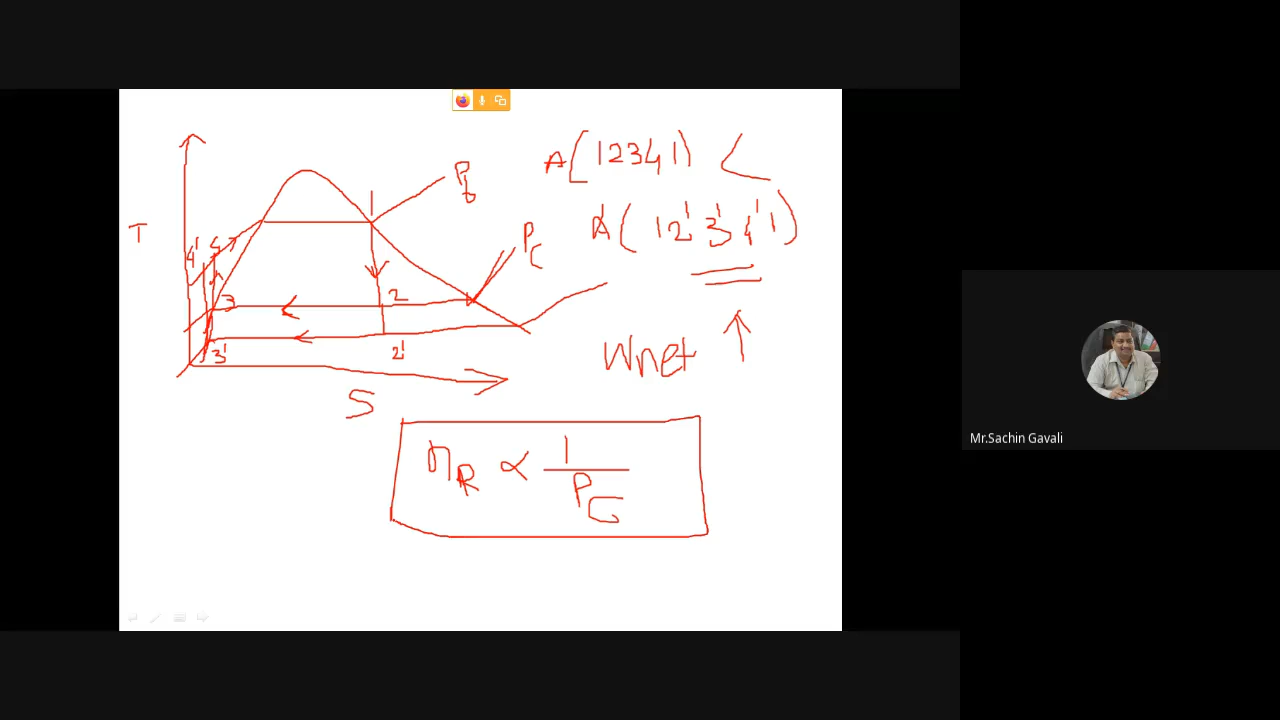 A(12341) <
A'(12'3'4'1)
Pb
1
PC
T
4'
4
2
3
3'
2'
Wnet ↑
S
ηR ∝ 1/PC
Mr.Sachin Gavali